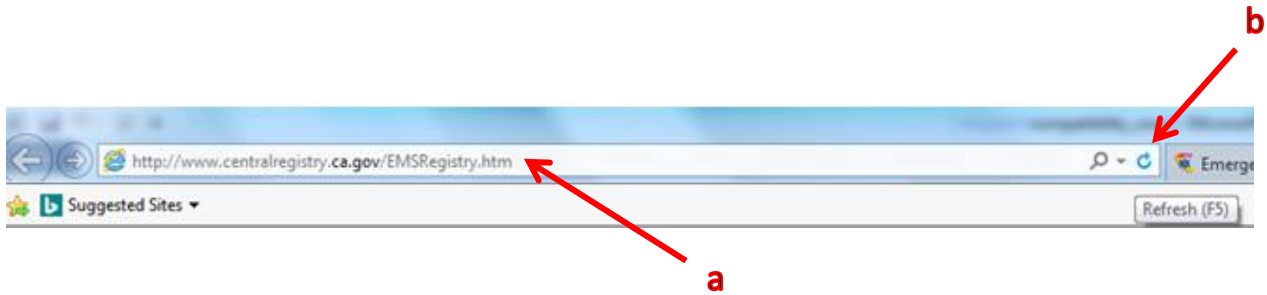 b
http://www.centralregistry.ca.gov/EMSRegistry.htm
Emerge
Suggested Sites
Refresh (F5)
a